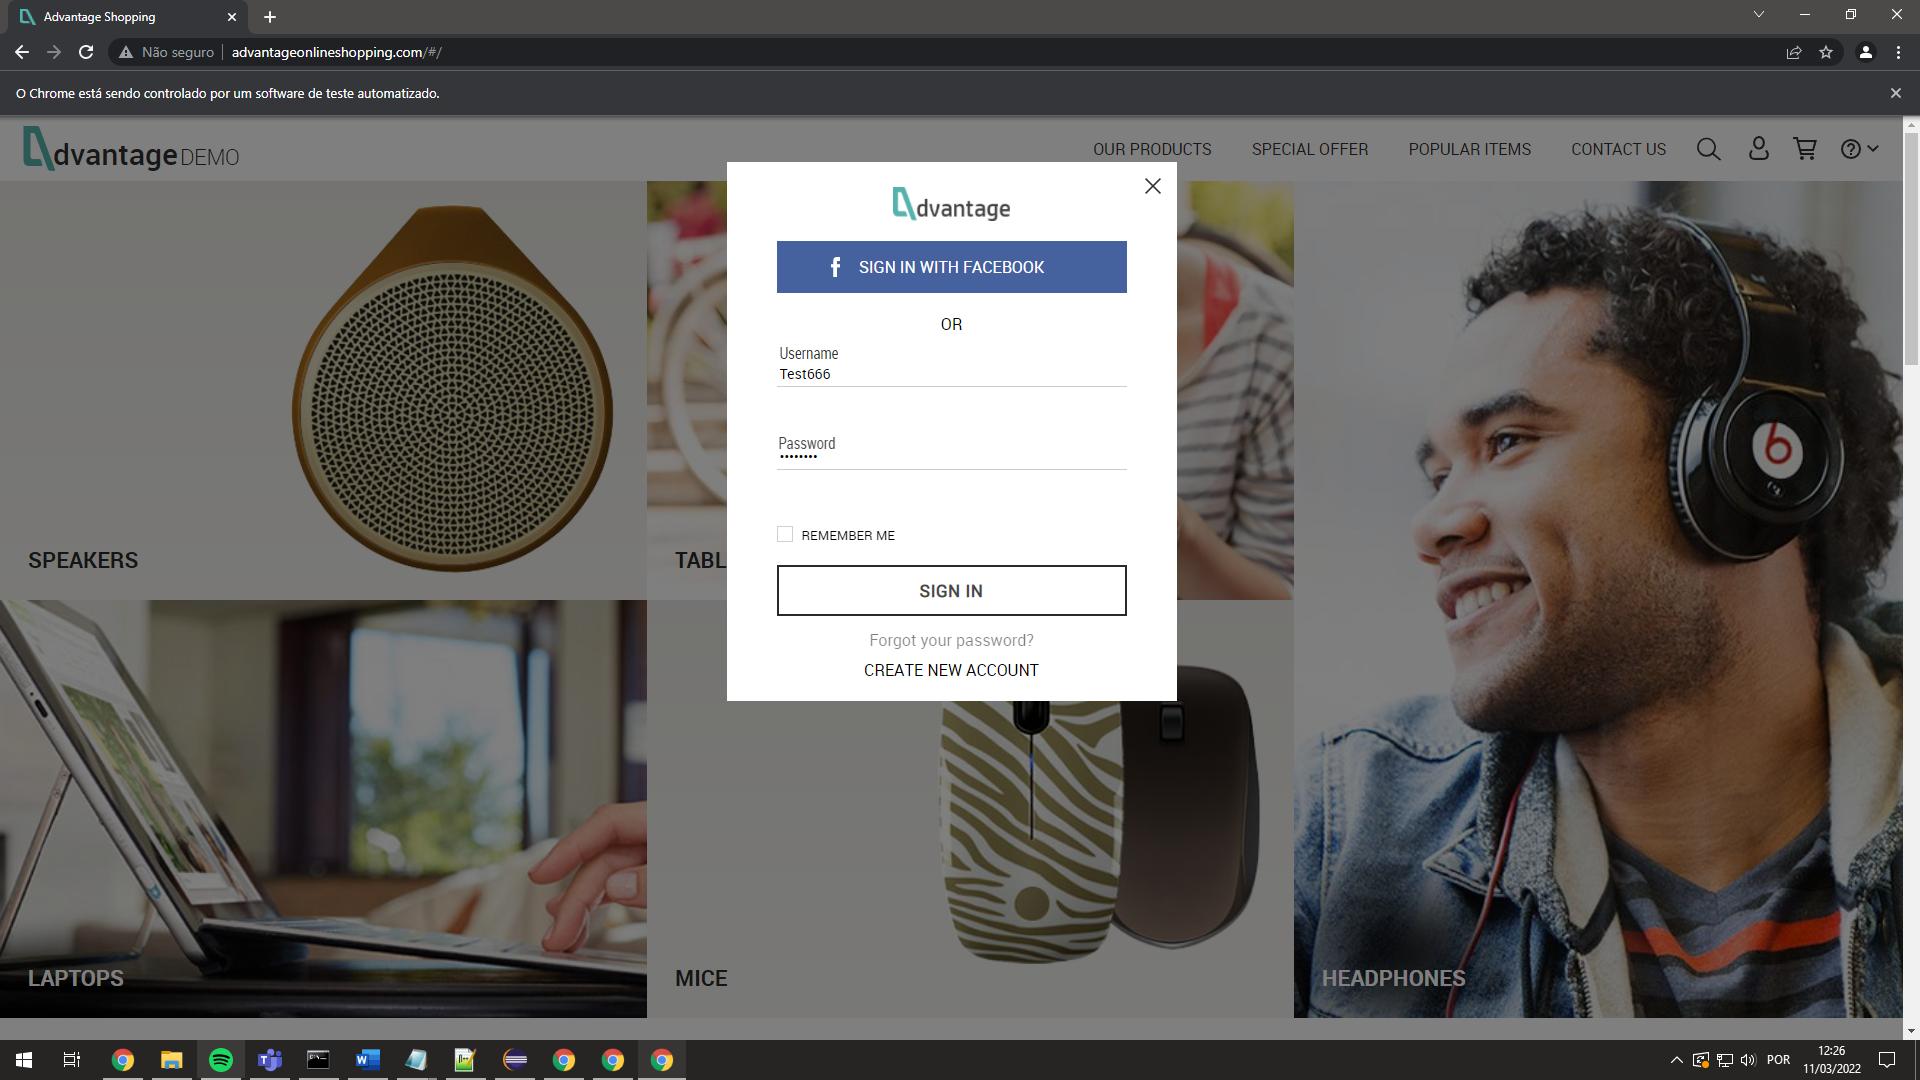 Advantage Shopping
Não seguro
advantageonlineshopping.com/#/
O Chrome está sendo controlado por um software de teste automatizado.
dvantage DEMO
OUR PRODUCTS
SPECIAL OFFER
POPULAR ITEMS
CONTACT US
dvantage
SIGN IN WITH FACEBOOK
OR
Username
Test666
Password
••••••••
REMEMBER ME
SIGN IN
Forgot your password?
CREATE NEW ACCOUNT
SPEAKERS
TABL
LAPTOPS
MICE
HEADPHONES
POR
12:26
11/03/2022